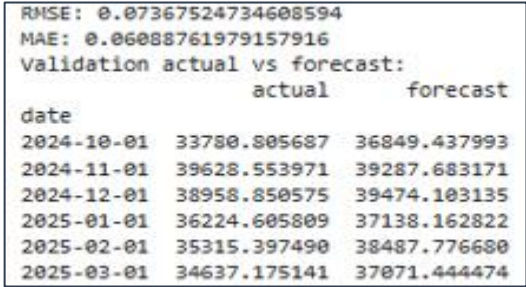 RMSE: 0.07367524734608594
MAE: 0.06088761979157916
Validation actual vs forecast:
actual forecast
date
2024-10-01 33780.805687 36849.437993
2024-11-01 39628.553971 39287.683171
2024-12-01 38958.850575 39474.103135
2025-01-01 36224.605809 37138.162822
2025-02-01 35315.397490 38487.776680
2025-03-01 34637.175141 37071.444474